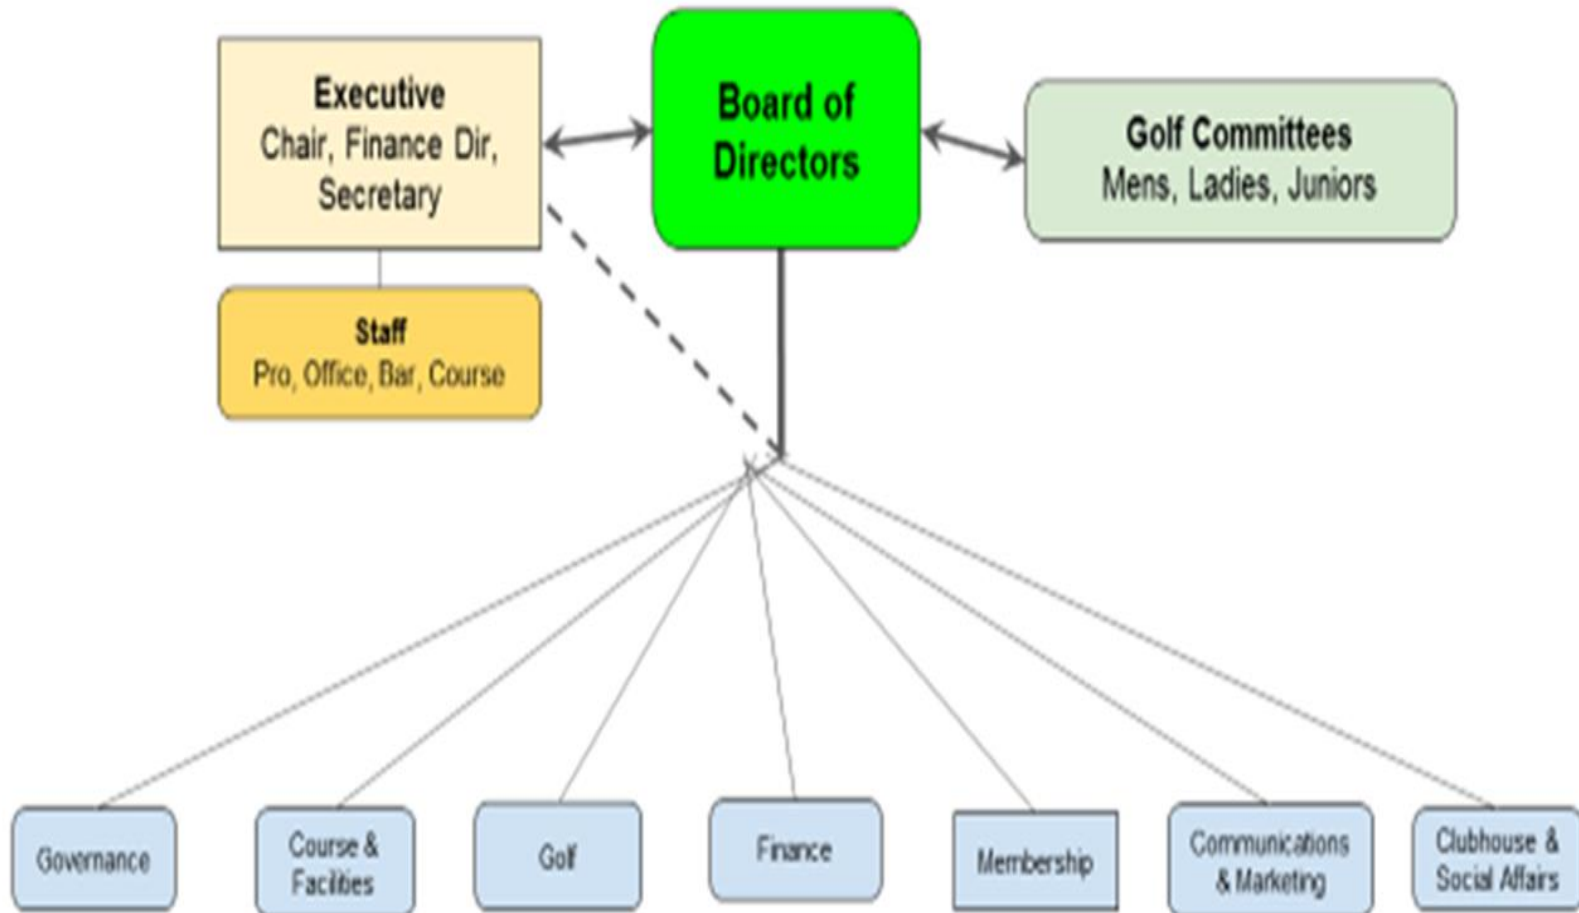 Executive
Chair, Finance Dir,
Secretary
Board of
Directors
Golf Committees
Mens, Ladies, Juniors
Staff
Pro, Office, Bar, Course
Governance
Course &
Facilities
Golf
Finance
Membership
Communications
& Marketing
Clubhouse &
Social Affairs